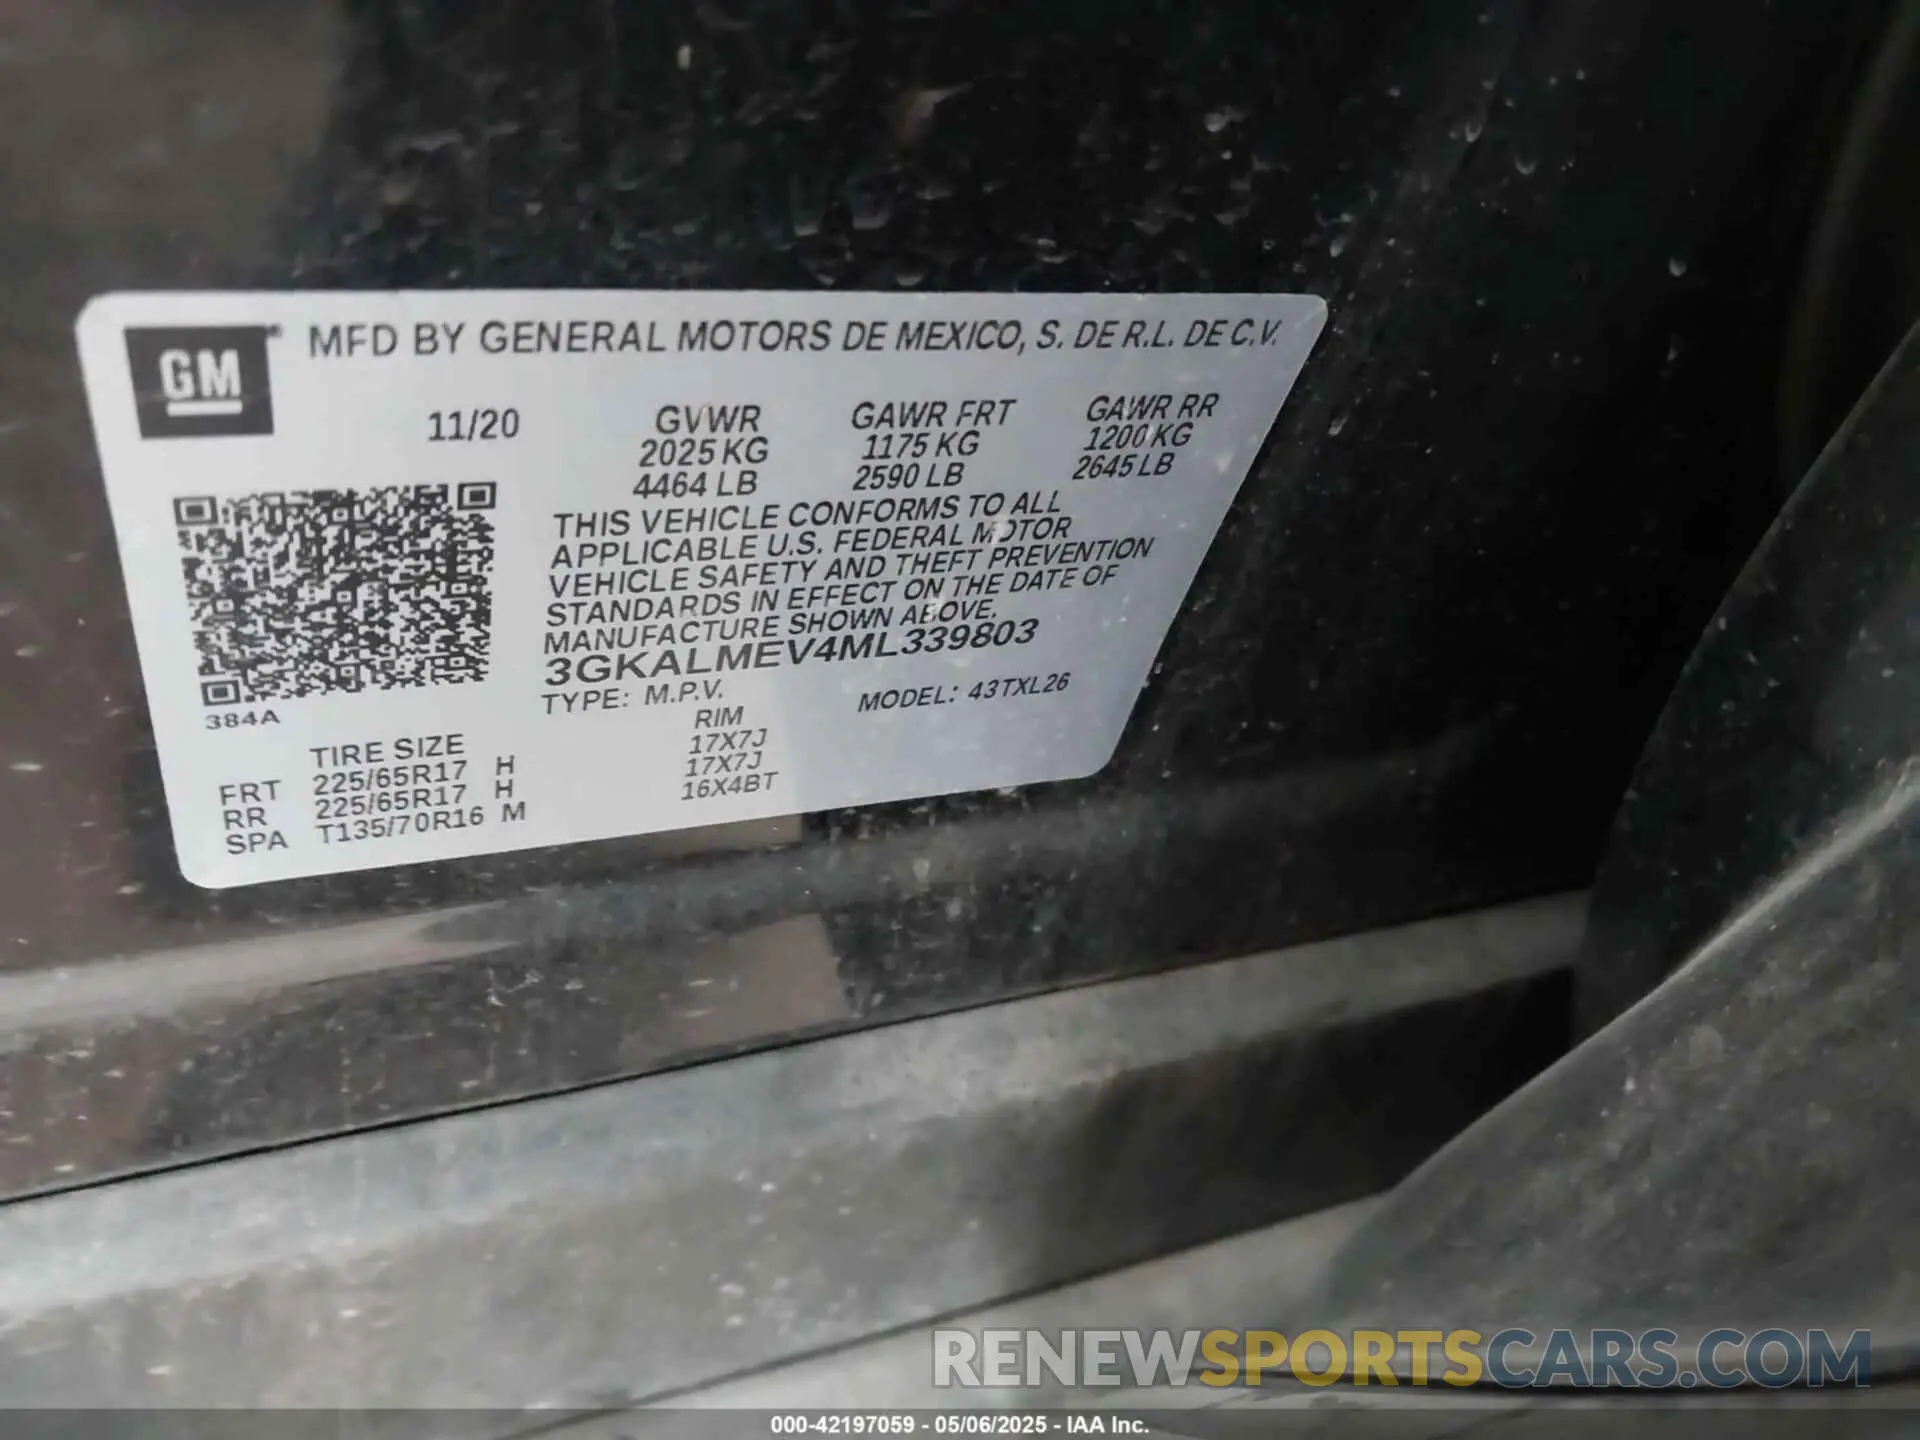 GM
MFD BY GENERAL MOTORS DE MEXICO, S. DE R.L. DE C.V.
11/20
GVWR GAWR FRT GAWR RR
2025 KG 1175 KG 1200 KG
4464 LB 2590 LB 2645 LB
THIS VEHICLE CONFORMS TO ALL
APPLICABLE U.S. FEDERAL MOTOR
VEHICLE SAFETY AND THEFT PREVENTION
STANDARDS IN EFFECT ON THE DATE OF
MANUFACTURE SHOWN ABOVE.
3GKALMEV4ML339803
TYPE: M.P.V. MODEL: 43TXL26
384A
TIRE SIZE RIM
FRT 225/65R17 H 17X7J
RR 225/65R17 H 17X7J
SPA T135/70R16 M 16X4BT
RENEWSPORTSCARS.COM
000-42197059 - 05/06/2025 - IAA Inc.